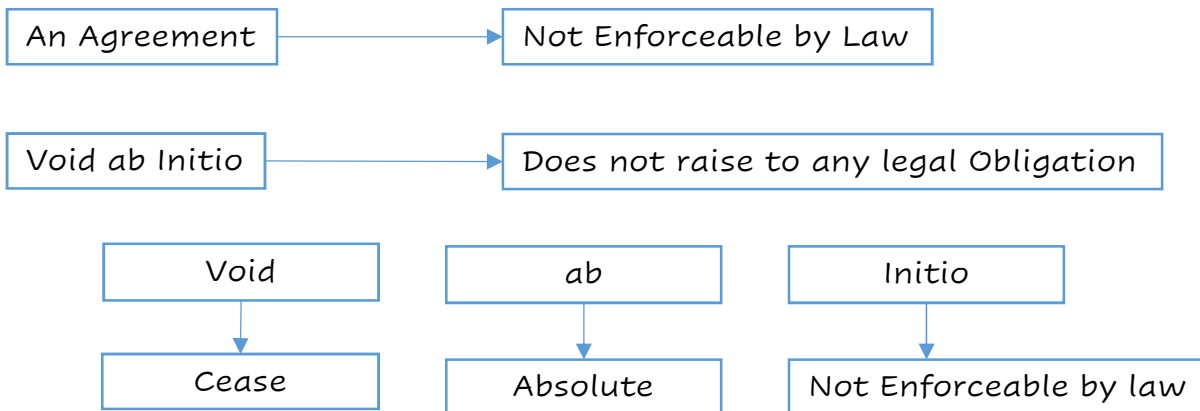 An Agreement
Not Enforceable by Law
Void ab Initio
Does not raise to any legal Obligation
Void
ab
Initio
Cease
Absolute
Not Enforceable by law